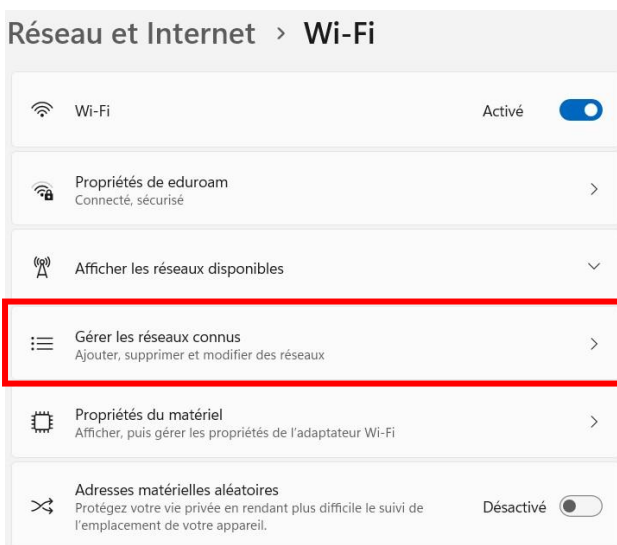 Réseau et Internet > Wi-Fi
Wi-Fi
Activé
Propriétés de eduroam
Connecté, sécurisé
Afficher les réseaux disponibles
Gérer les réseaux connus
Ajouter, supprimer et modifier des réseaux
Propriétés du matériel
Afficher, puis gérer les propriétés de l'adaptateur Wi-Fi
Adresses matérielles aléatoires
Protégez votre vie privée en rendant plus difficile le suivi de
l'emplacement de votre appareil.
Désactivé